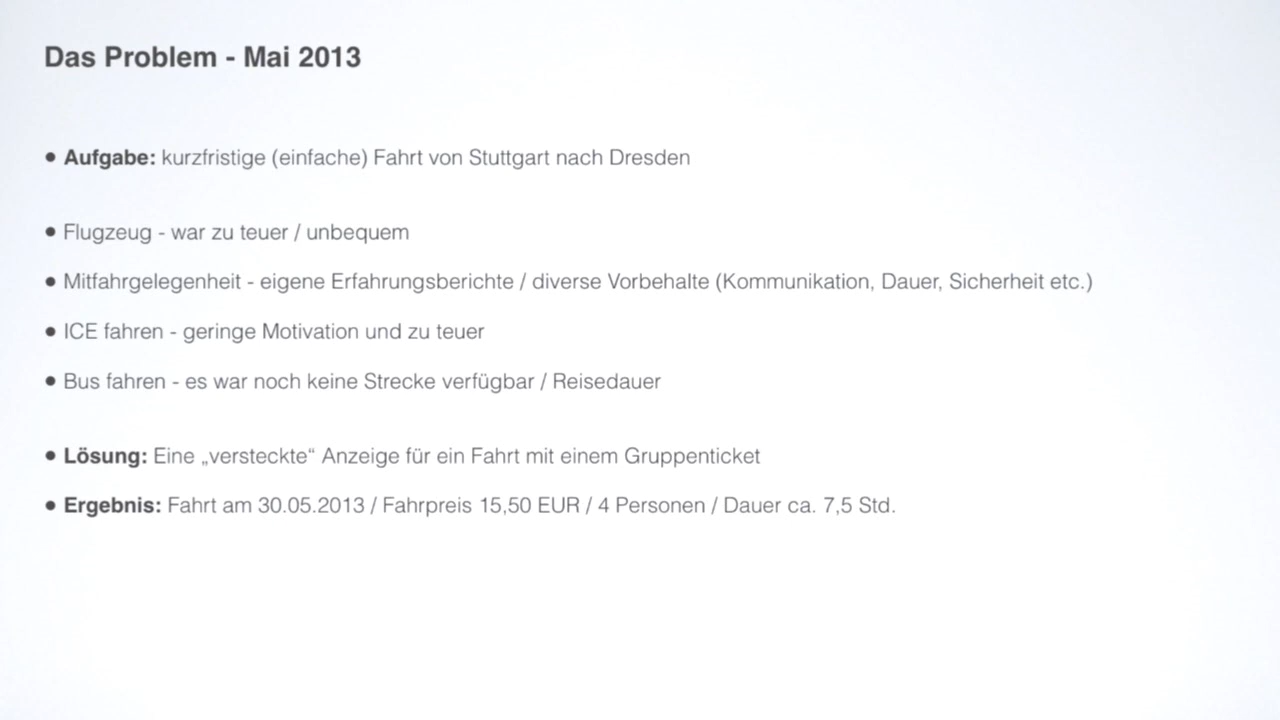 Das Problem - Mai 2013
• Aufgabe: kurzfristige (einfache) Fahrt von Stuttgart nach Dresden
• Flugzeug - war zu teuer / unbequem
• Mitfahrgelegenheit - eigene Erfahrungsberichte / diverse Vorbehalte (Kommunikation, Dauer, Sicherheit etc.)
• ICE fahren - geringe Motivation und zu teuer
• Bus fahren - es war noch keine Strecke verfügbar / Reisedauer
• Lösung: Eine „versteckte“ Anzeige für ein Fahrt mit einem Gruppenticket
• Ergebnis: Fahrt am 30.05.2013 / Fahrpreis 15,50 EUR / 4 Personen / Dauer ca. 7,5 Std.